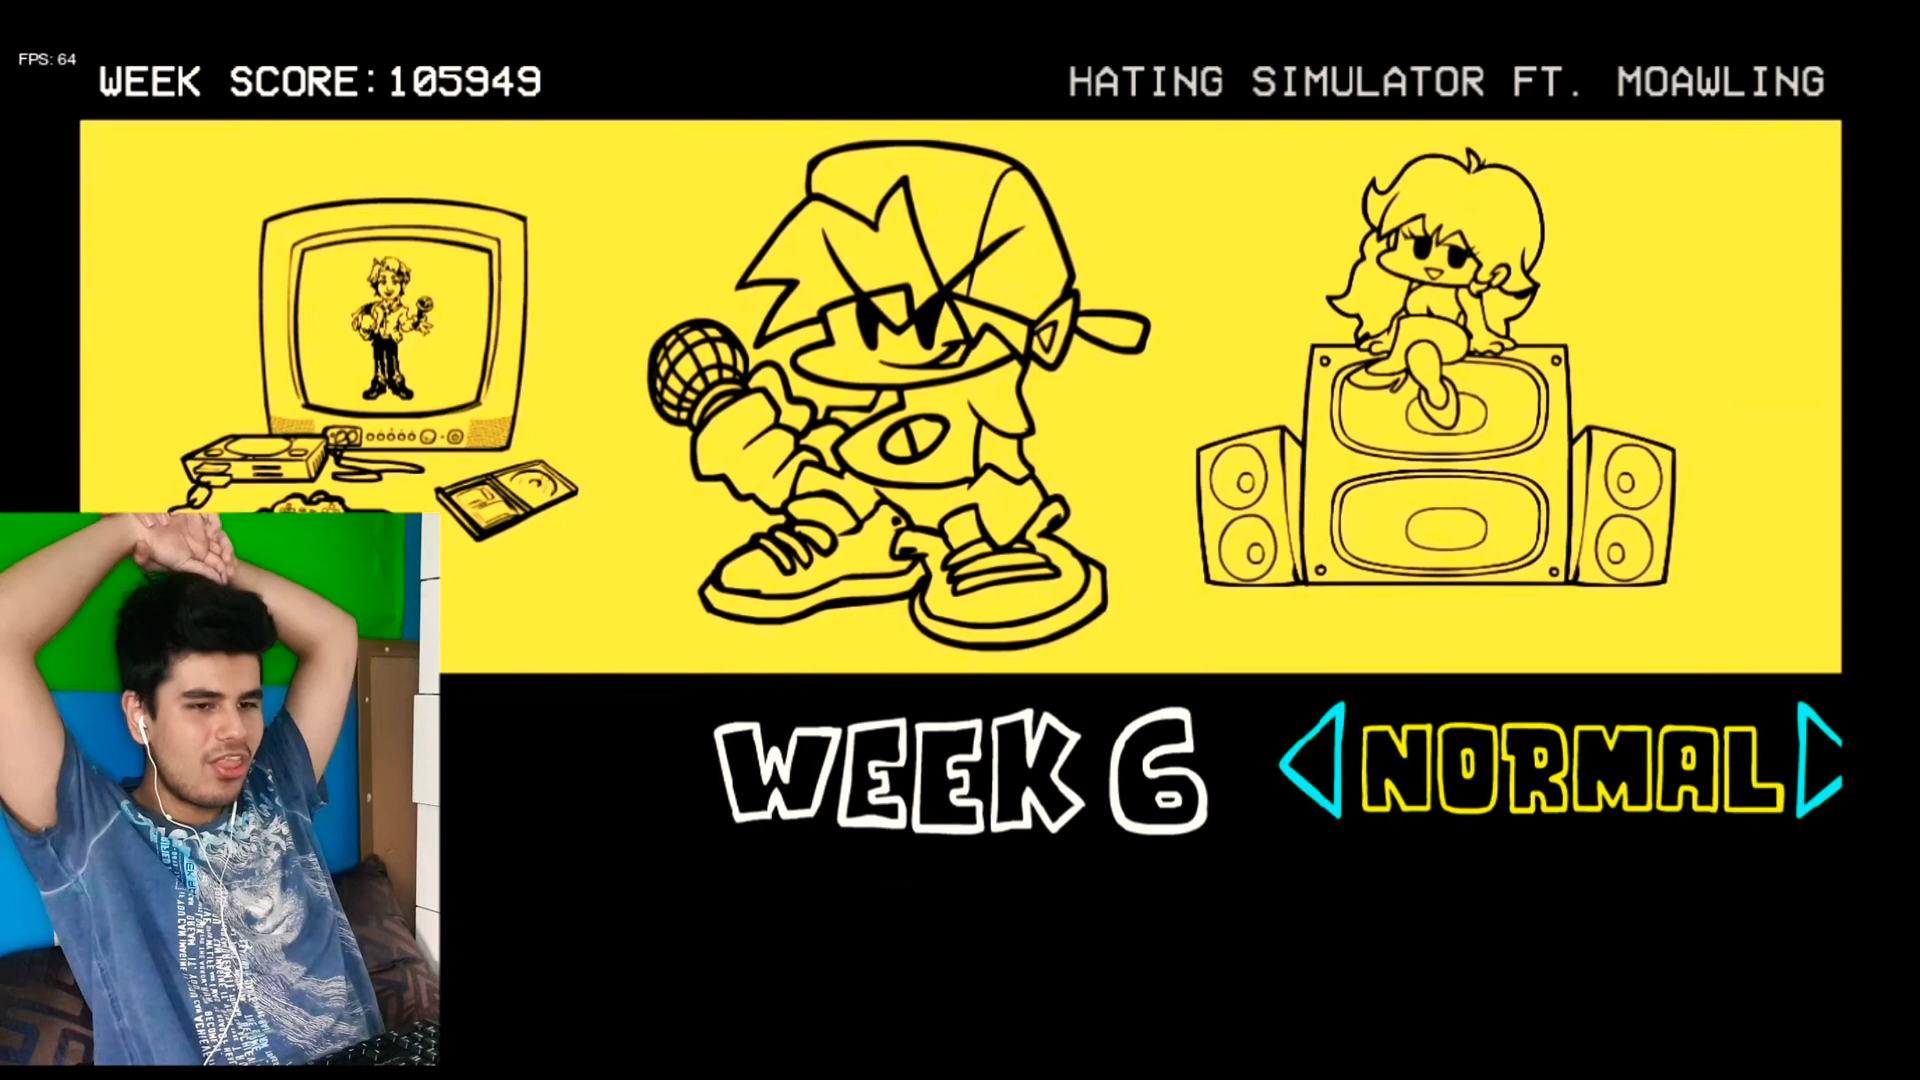 FPS: 64
WEEK SCORE:105949
HATING SIMULATOR FT. MOAWLING
WEEK 6
NORMAL